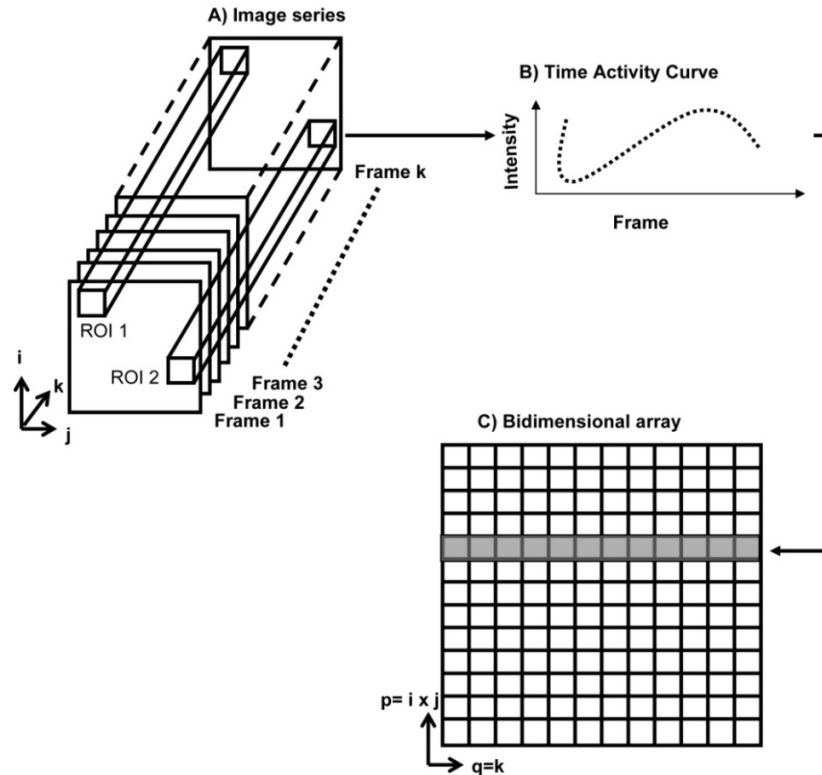 A) Image series
B) Time Activity Curve
Intensity
Frame k
Frame
ROI 1
ROI 2
i
k
j
Frame 3
Frame 2
Frame 1
C) Bidimensional array
p= i x j
q=k